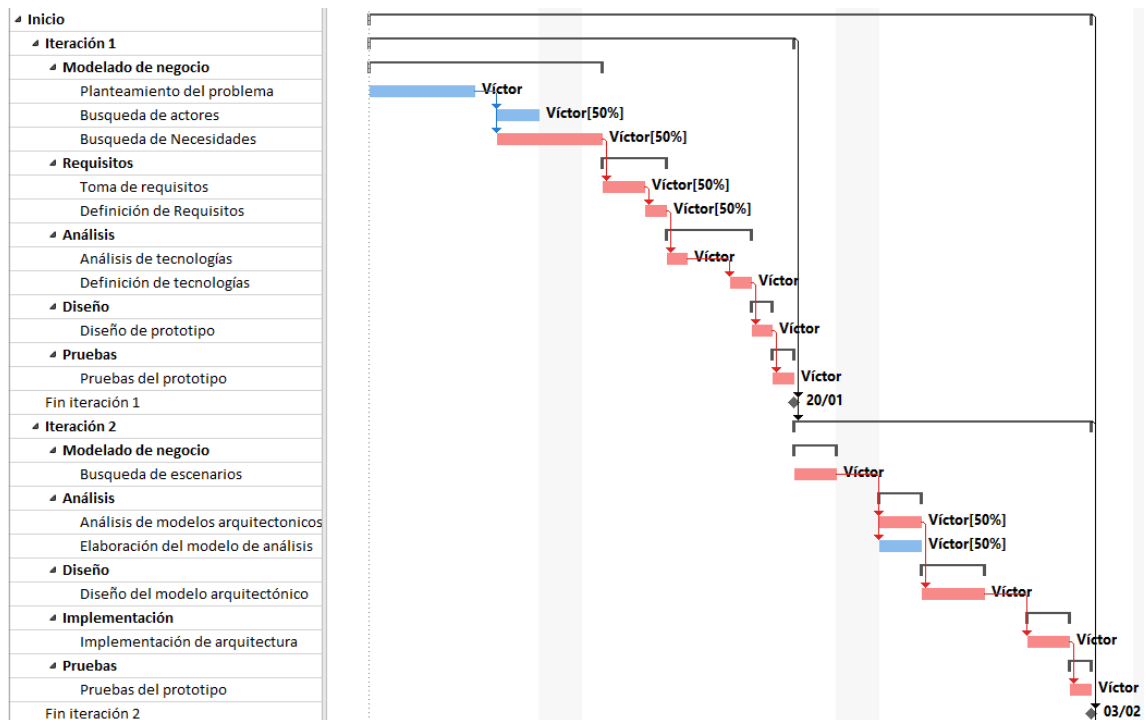 Inicio
Iteración 1
Modelado de negocio
Planteamiento del problema Víctor
Busqueda de actores Víctor[50%]
Busqueda de Necesidades Víctor[50%]
Requisitos
Toma de requisitos Víctor[50%]
Definición de Requisitos Víctor[50%]
Análisis
Análisis de tecnologías Víctor
Definición de tecnologías Víctor
Diseño
Diseño de prototipo Víctor
Pruebas
Pruebas del prototipo Víctor
Fin iteración 1 20/01
Iteración 2
Modelado de negocio
Busqueda de escenarios Víctor
Análisis
Análisis de modelos arquitectonicos Víctor[50%]
Elaboración del modelo de análisis Víctor[50%]
Diseño
Diseño del modelo arquitectónico Víctor
Implementación
Implementación de arquitectura Víctor
Pruebas
Pruebas del prototipo Víctor
Fin iteración 2 03/02